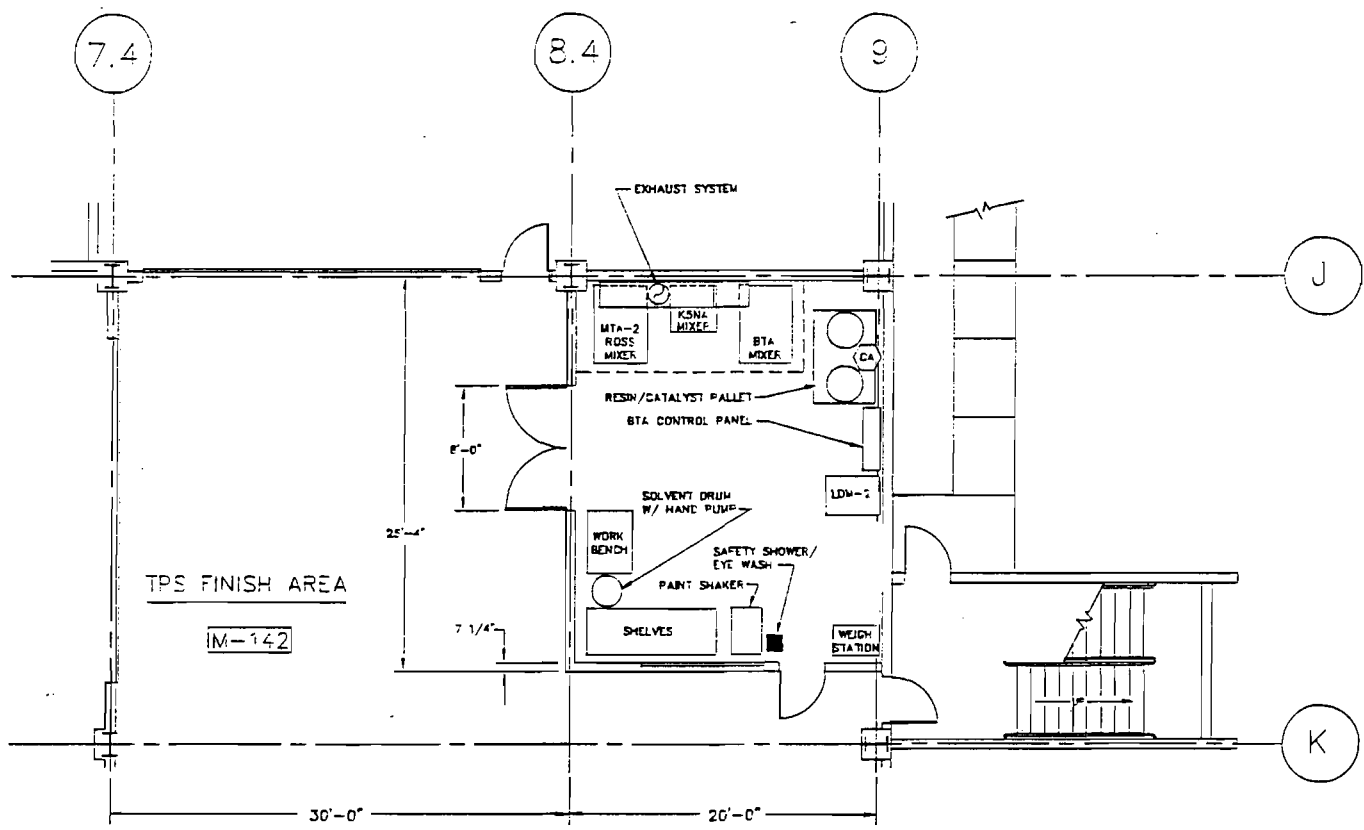 7.4
8.4
9
EXHAUST SYSTEM
J
MTA-2
ROSS
MIXER
KSNA
MIXER
BTA
MIXER
CA
RESIN/CATALYST PALLET
BTA CONTROL PANEL
8'-0"
LDM-2
SOLVENT DRUM
W/ HAND PUMP
25'-4"
WORK
BENCH
SAFETY SHOWER/
EYE WASH
TPS FINISH AREA
PAINT SHAKER
M-142
7 1/4"
SHELVES
WEIGH
STATION
K
30'-0"
20'-0"